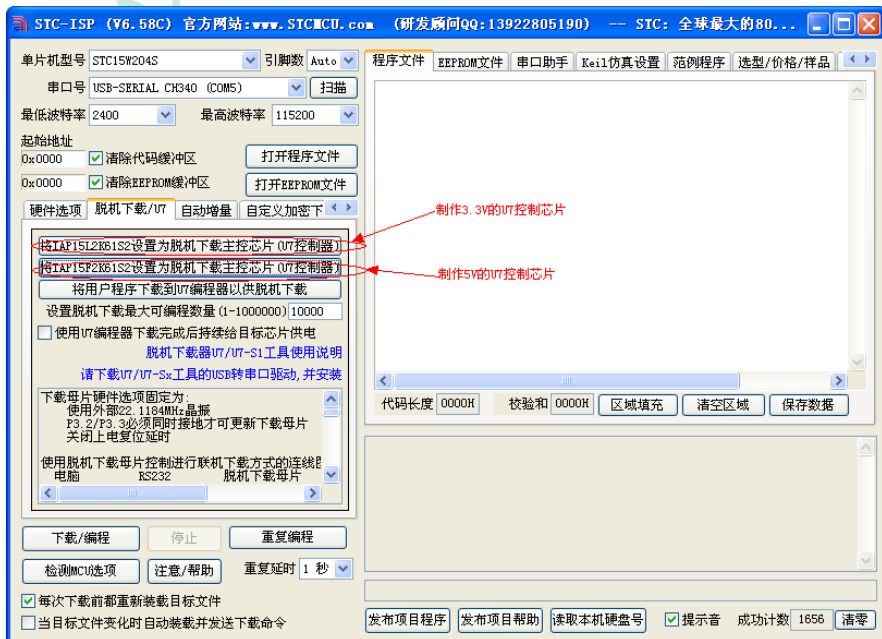 STC-ISP (V6.58C) 官方网站:www.STCMCU.com (研发顾问QQ:13922805190) -- STC: 全球最大的80...
单片机型号 STC15W204S 引脚数 Auto
串口号 USB-SERIAL CH340 (COM5) 扫描
最低波特率 2400 最高波特率 115200
起始地址
0x0000 清除代码缓冲区 打开程序文件
0x0000 清除EEPROM缓冲区 打开EEPROM文件
硬件选项 脱机下载/U7 自动增量 自定义加密下
将IAP15L2K61S2设置为脱机下载主控芯片(U7控制器)
将IAP15F2K61S2设置为脱机下载主控芯片(U7控制器)
将用户程序下载到U7编程器以供脱机下载
设置脱机下载最大可编程数量(1-1000000) 10000
使用U7编程器下载完成后持续给目标芯片供电
脱机下载器U7/U7-S1工具使用说明
请下载U7/U7-Sx工具的USB转串口驱动,并安装
下载母片硬件选项固定为:
使用外部22.1184MHz晶振
P3.2/P3.3必须同时接地才可更新下载母片
关闭上电复位延时
使用脱机下载母片控制进行联机下载方式的连线
电脑 RS232 脱机下载母片
下载/编程 停止 重复编程
检测MCU选项 注意/帮助 重复延时 1 秒
每次下载前都重新装载目标文件
当目标文件变化时自动装载并发送下载命令
程序文件 EEPROM文件 串口助手 Keil仿真设置 范例程序 选型/价格/样品
制作3.3V的U7控制芯片
制作5V的U7控制芯片
代码长度 0000H 校验和 0000H 区域填充 清空区域 保存数据
发布项目程序 发布项目帮助 读取本机硬盘号 提示音 成功计数 1656 清零